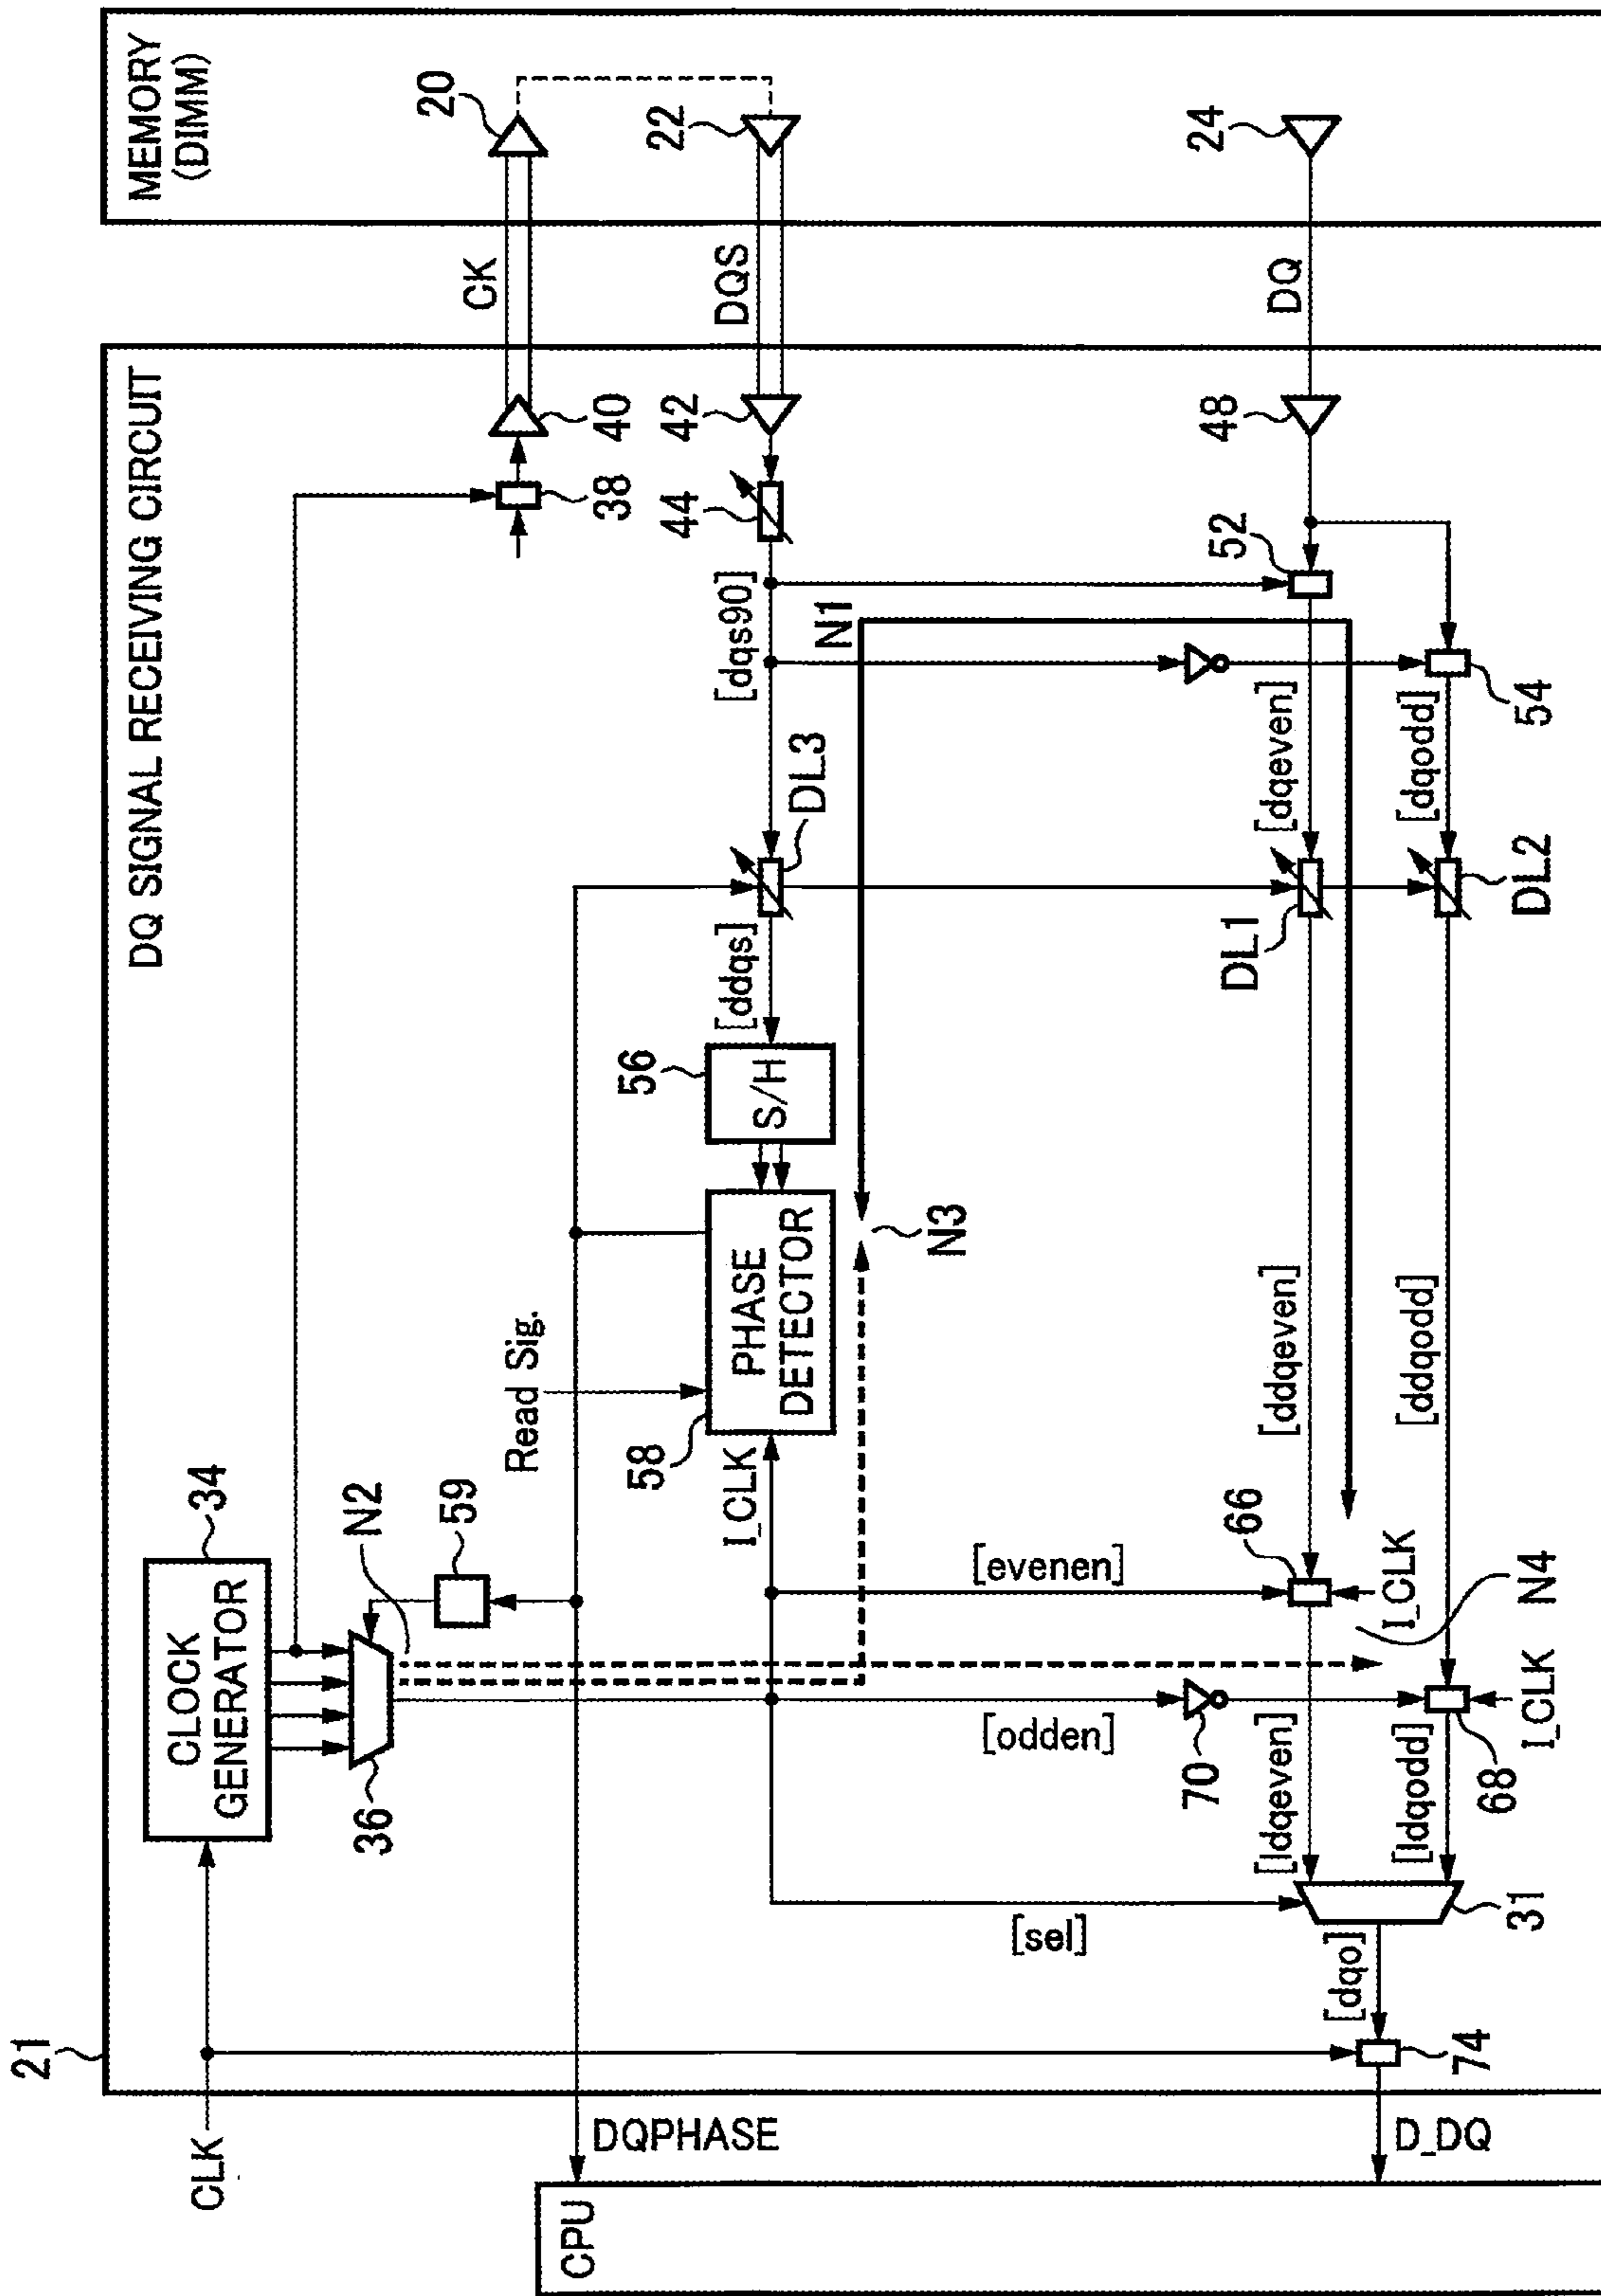 21
CLK
DQ SIGNAL RECEIVING CIRCUIT
MEMORY
(DIMM)
CLOCK
GENERATOR
34
36
N2
59
38
40
CK
20
Read Sig.
DQPHASE
CPU
I_CLK
58
PHASE
DETECTOR
56
S/H
[ddqs]
DL3
[dqs90]
44
42
DQS
22
N3
N1
[evenen]
[odden]
[sel]
70
66
I_CLK
[ldqeven]
[ddqeven]
DL1
[dqeven]
52
48
DQ
24
N4
[dqo]
[ldqodd]
[ddqodd]
[dqodd]
D_DQ
74
31
68
I_CLK
DL2
54